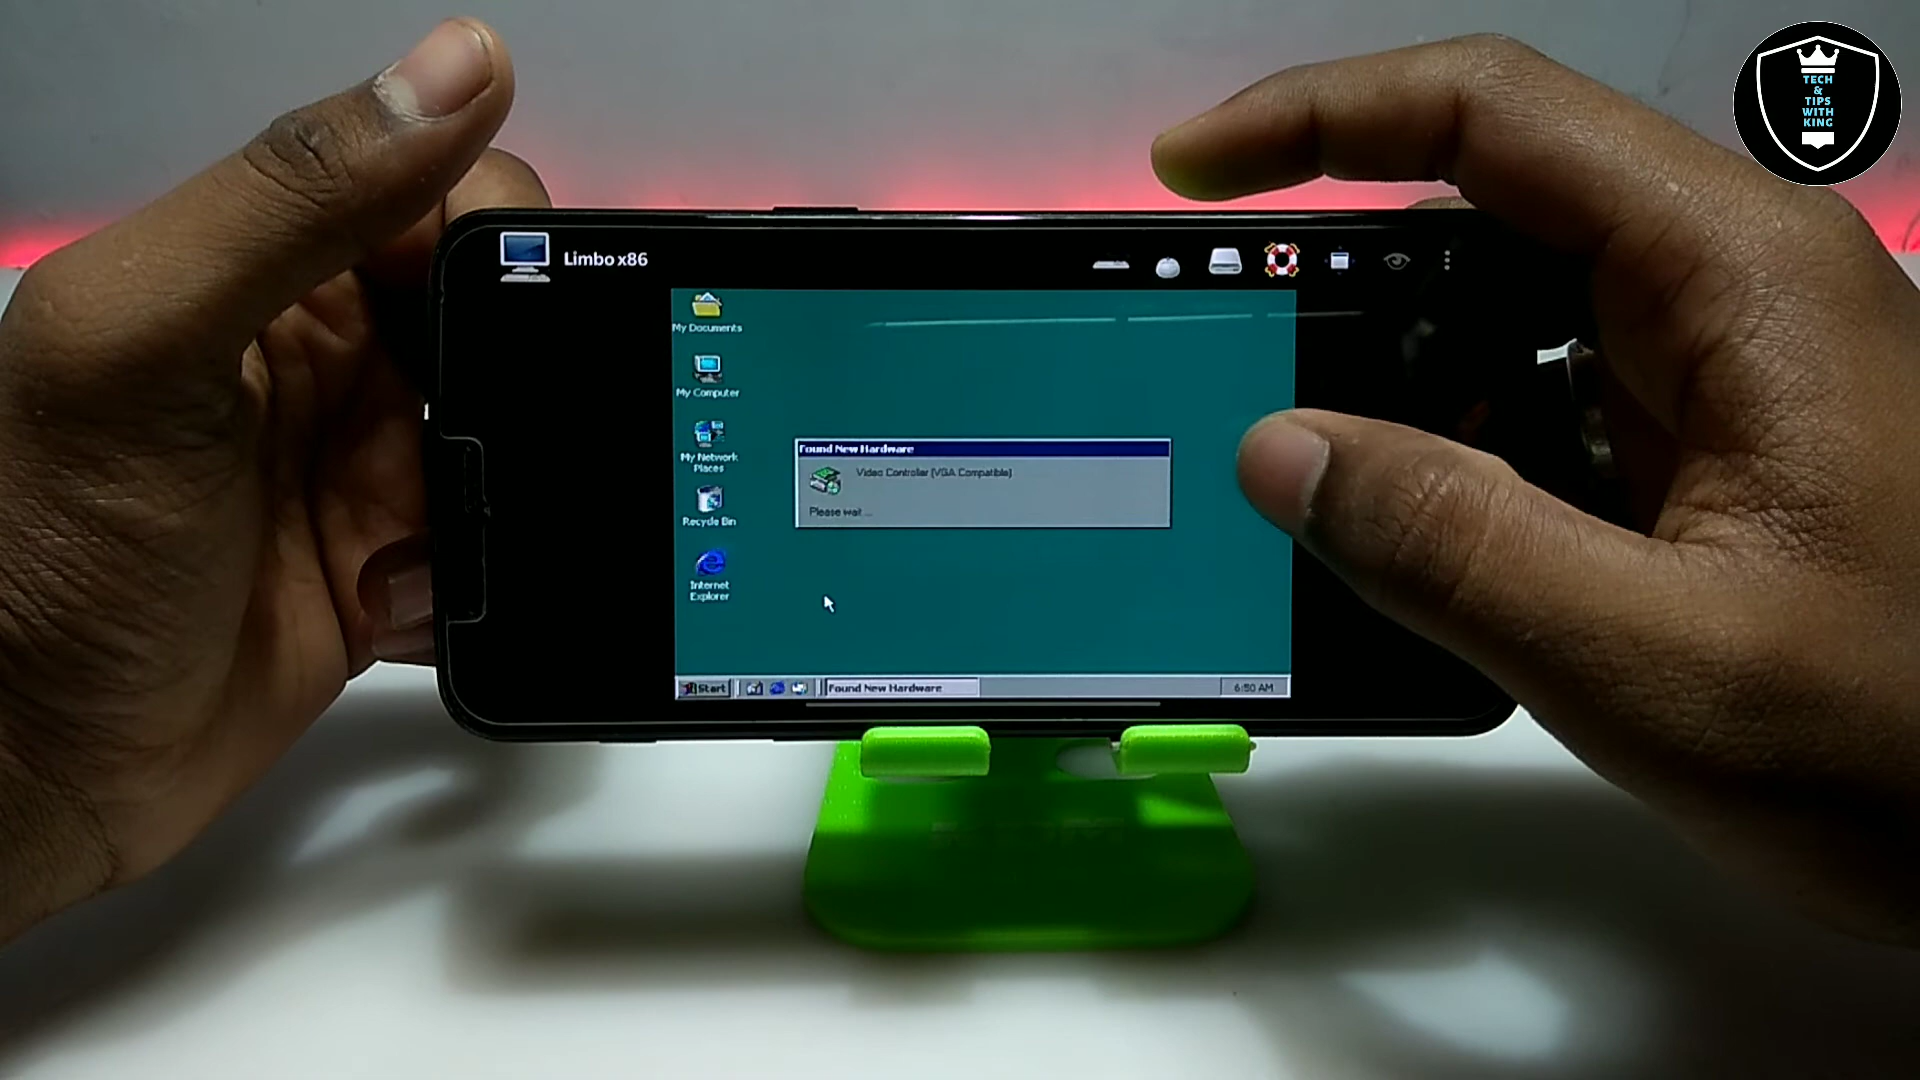 TECH
&
TIPS
WITH
KING
Limbo x86
My Documents
My Computer
My Network
Places
Recycle Bin
Internet
Explorer
Found New Hardware
Video Controller (VGA Compatible)
Please wait ...
Start
Found New Hardware
6:50 AM